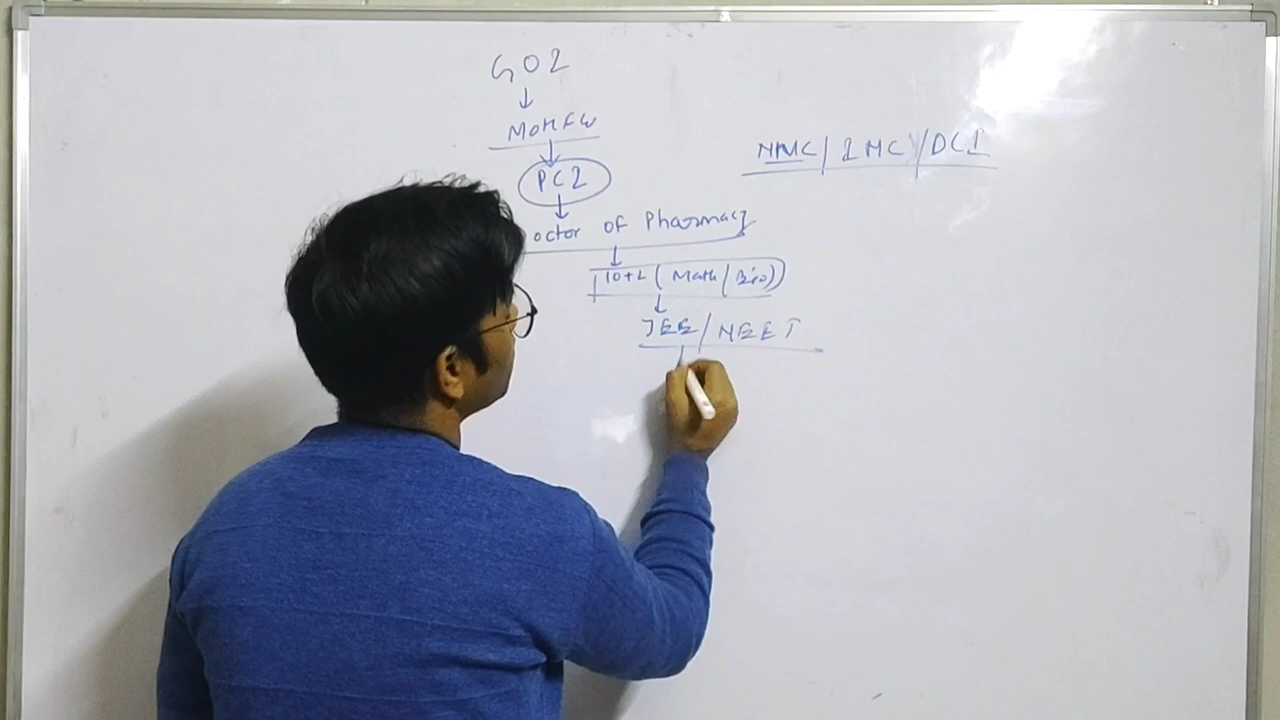 GOI
MOHFW
NMC/IMC/DCI
PCI
octor of Pharmacy
10+2 (Math/Bio)
JEE/NEET